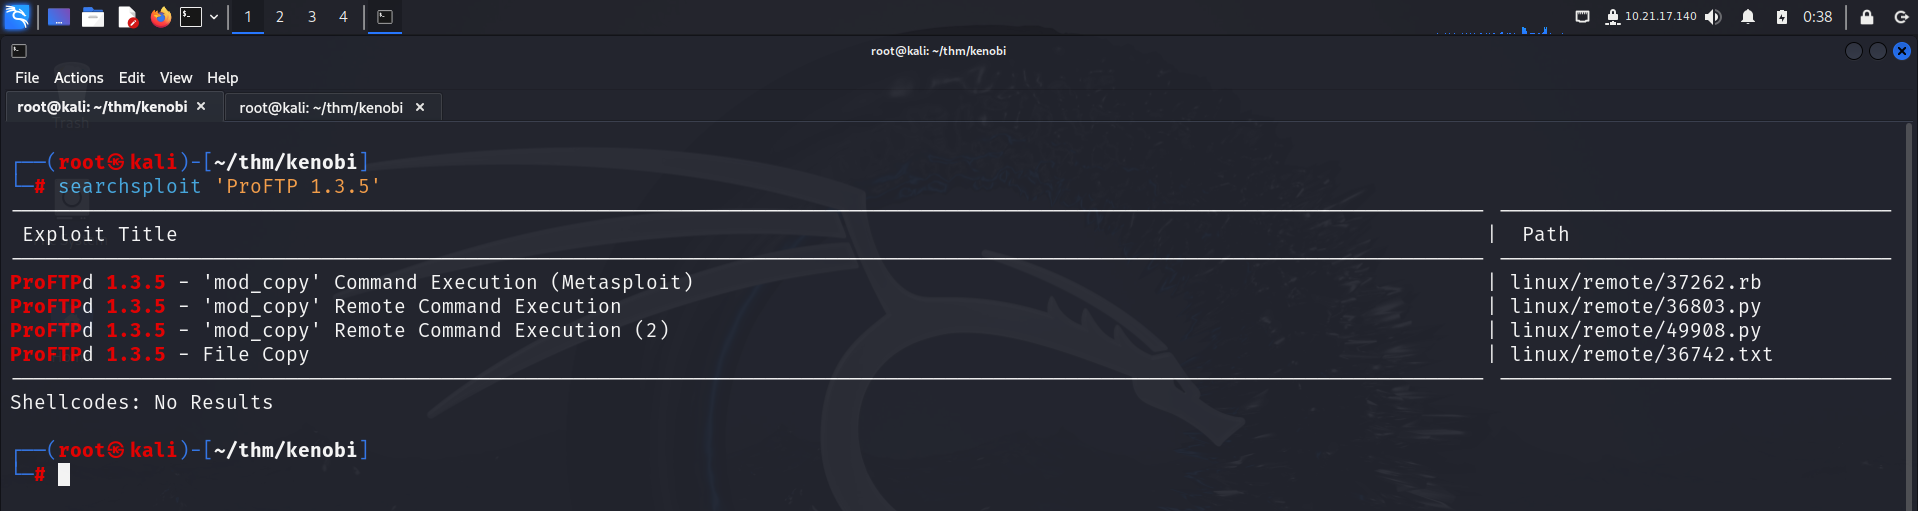 1 2 3 4 10.21.17.140 0:38
root@kali: ~/thm/kenobi
File Actions Edit View Help
root@kali: ~/thm/kenobi × root@kali: ~/thm/kenobi ×
Trash
┌──(root㉿kali)-[~/thm/kenobi]
└─# searchsploit 'ProFTP 1.3.5'
Exploit Title | Path
ProFTPd 1.3.5 - 'mod_copy' Command Execution (Metasploit) | linux/remote/37262.rb
ProFTPd 1.3.5 - 'mod_copy' Remote Command Execution | linux/remote/36803.py
ProFTPd 1.3.5 - 'mod_copy' Remote Command Execution (2) | linux/remote/49908.py
ProFTPd 1.3.5 - File Copy | linux/remote/36742.txt
Shellcodes: No Results
┌──(root㉿kali)-[~/thm/kenobi]
└─#